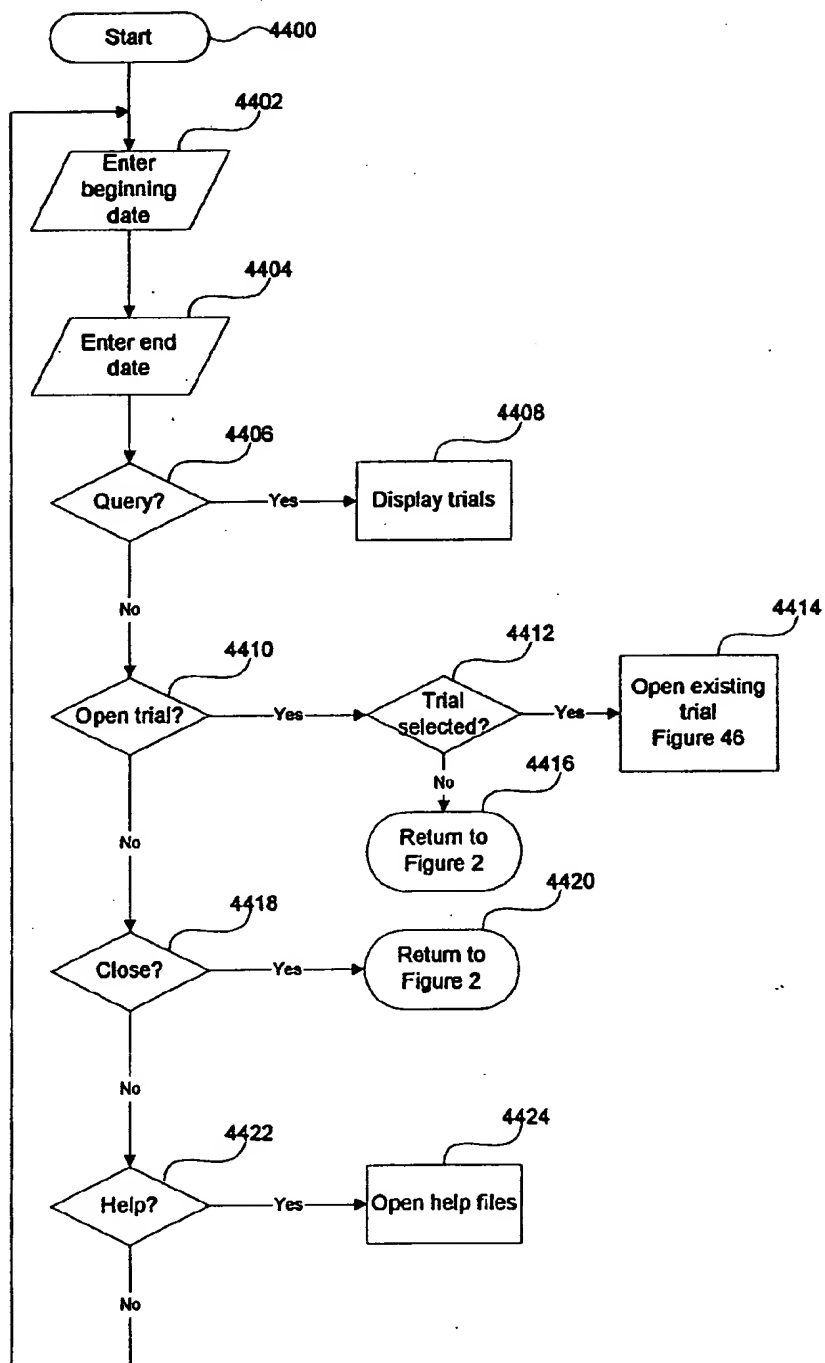 Start
4400
4402
Enter
beginning
date
4404
Enter end
date
4406
4408
Query?
Yes
Display trials
No
4410
4412
4414
Open trial?
Yes
Trial
selected?
Yes
Open existing
trial
Figure 46
No
4416
Return to
Figure 2
No
4418
4420
Close?
Yes
Return to
Figure 2
No
4422
4424
Help?
Yes
Open help files
No